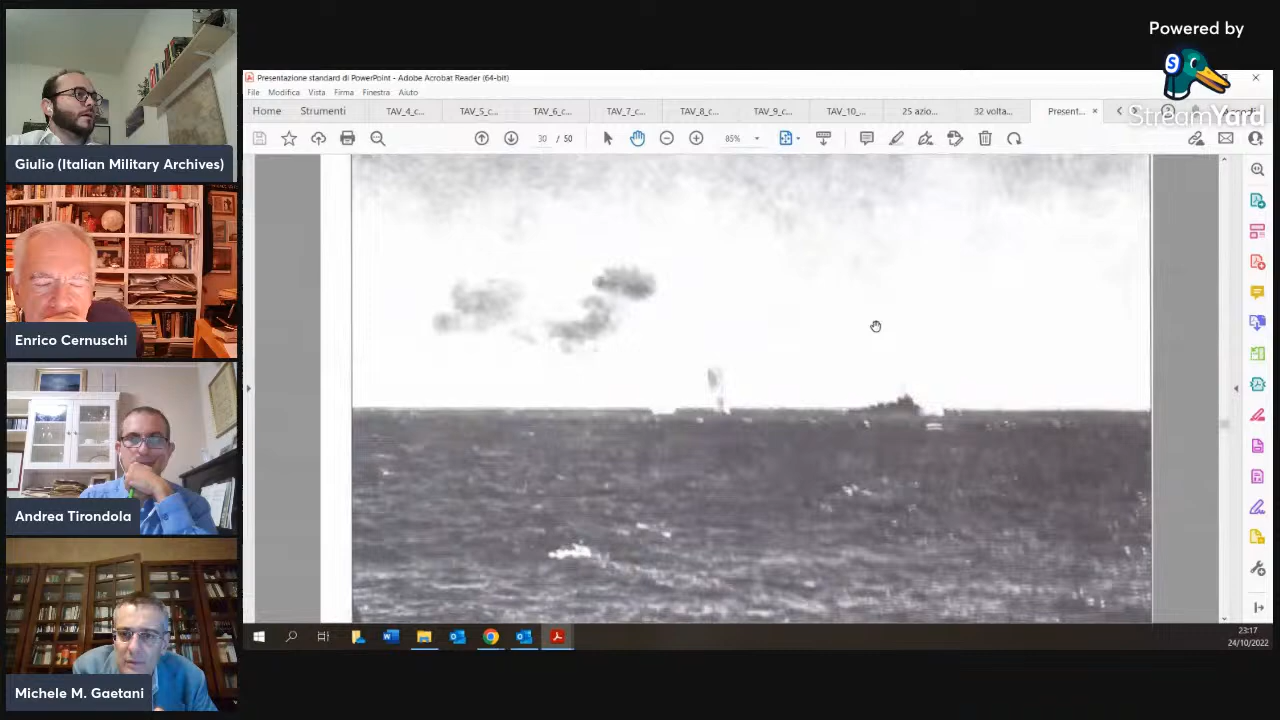 Powered by
StreamYard
Giulio (Italian Military Archives)
Enrico Cernuschi
Andrea Tirondola
Michele M. Gaetani
Presentazione standard di PowerPoint - Adobe Acrobat Reader (64-bit)
File Modifica Vista Firma Finestra Aiuto
Home Strumenti TAV_4_c... TAV_5_c... TAV_6_c... TAV_7_c... TAV_8_c... TAV_9_c... TAV_10_... 25 azio... 32 volta... Present...
30 / 50 85%
23:17
24/10/2022